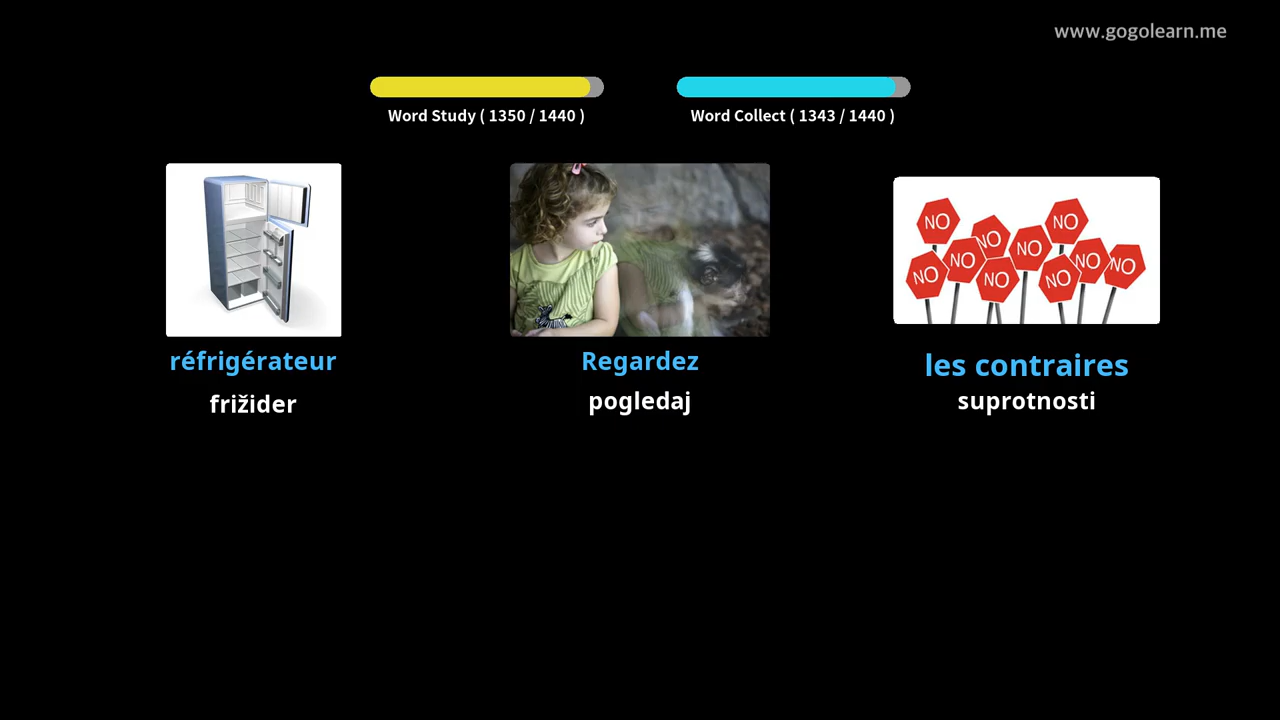 www.gogolearn.me
Word Study ( 1350 / 1440 )
Word Collect ( 1343 / 1440 )
NO
NO
NO
NO
NO
NO
NO
NO
NO
NO
réfrigérateur
Regardez
les contraires
frižider
pogledaj
suprotnosti